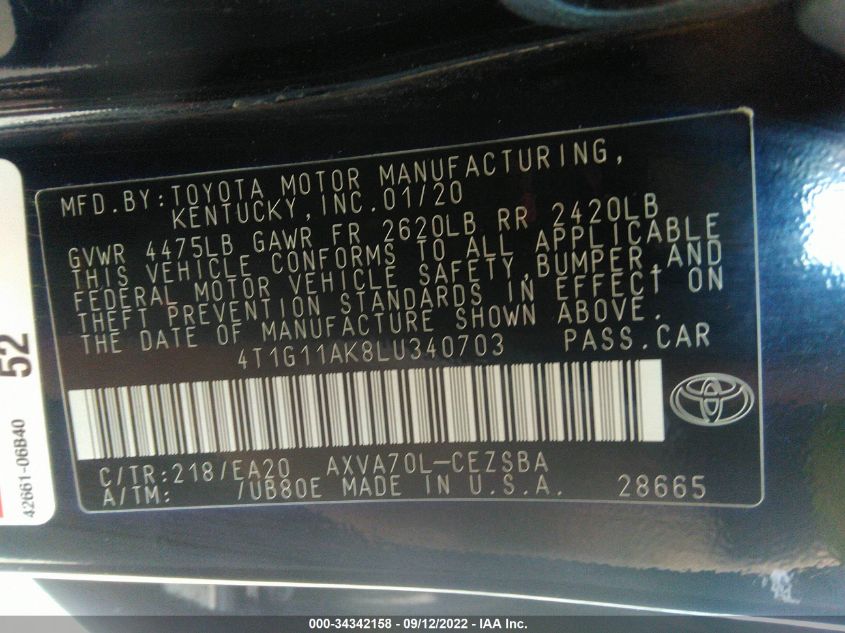 MFD.BY:TOYOTA MOTOR MANUFACTURING,
KENTUCKY,INC.01/20
GVWR 4475LB GAWR FR 2620LB RR 2420LB
THIS VEHICLE CONFORMS TO ALL APPLICABLE
FEDERAL MOTOR VEHICLE SAFETY,BUMPER,AND
THEFT PREVENTION STANDARDS IN EFFECT ON
THE DATE OF MANUFACTURE SHOWN ABOVE.
4T1G11AK8LU340703 PASS.CAR
C/TR:218/EA20 AXVA70L-CEZSBA
A/TM: /UB80E MADE IN U.S.A. 28665
52
42661-06B40
000-34342158 - 09/12/2022 - IAA Inc.